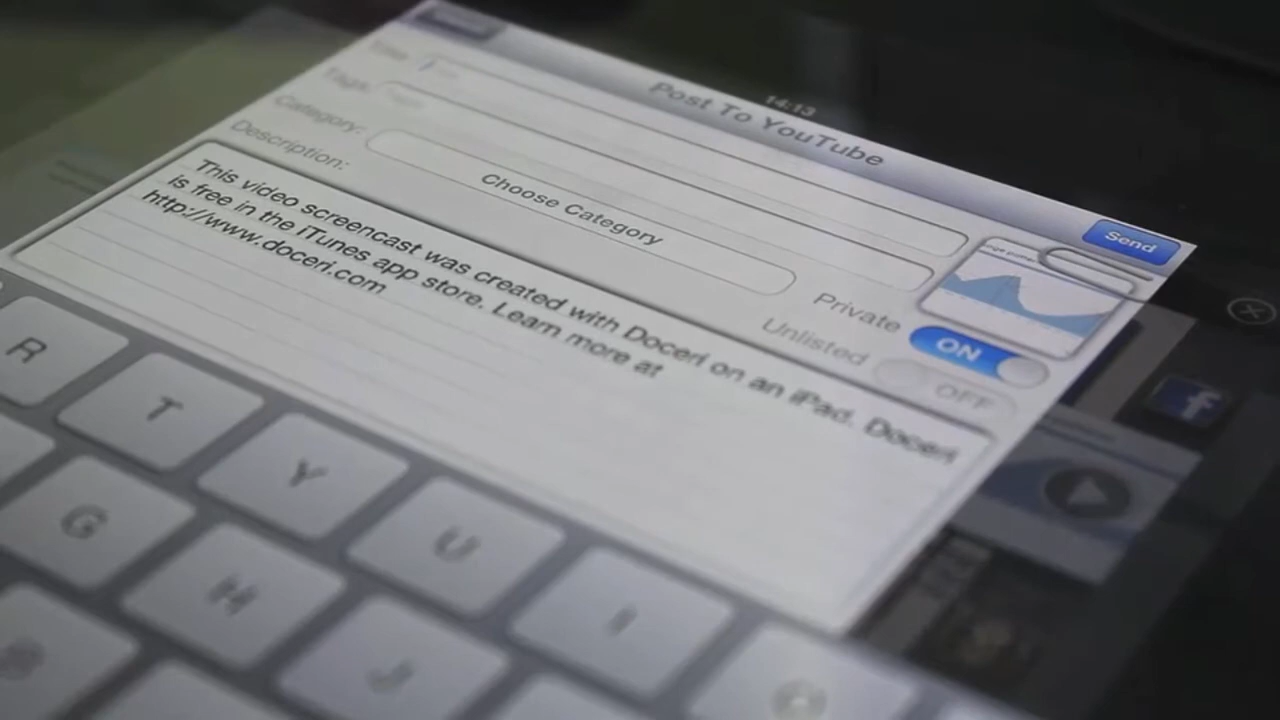 14:13
Post To YouTube
Send
Tags:
Category:
Choose Category
Description:
Private
ON
Unlisted
OFF
This video screencast was created with Doceri on an iPad. Doceri
is free in the iTunes app store. Learn more at
http://www.doceri.com
R
T
Y
U
I
G
H
J